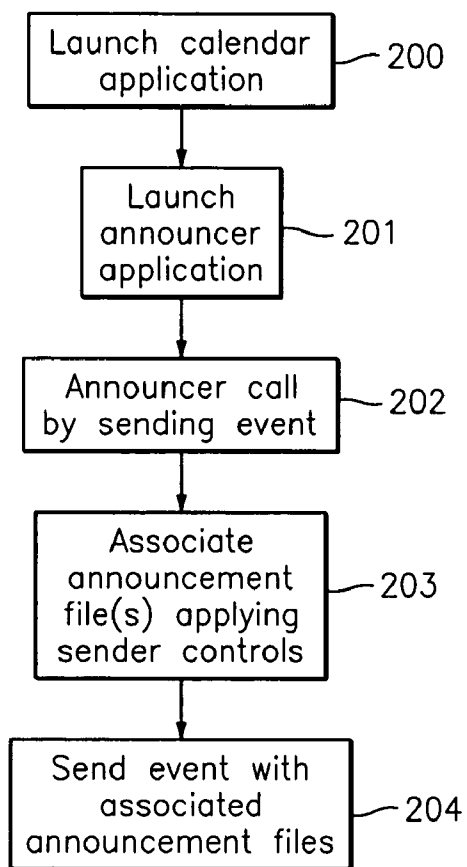 Launch calendar
application
200
Launch
announcer
application
201
Announcer call
by sending event
202
Associate
announcement
file(s) applying
sender controls
203
Send event with
associated
announcement files
204